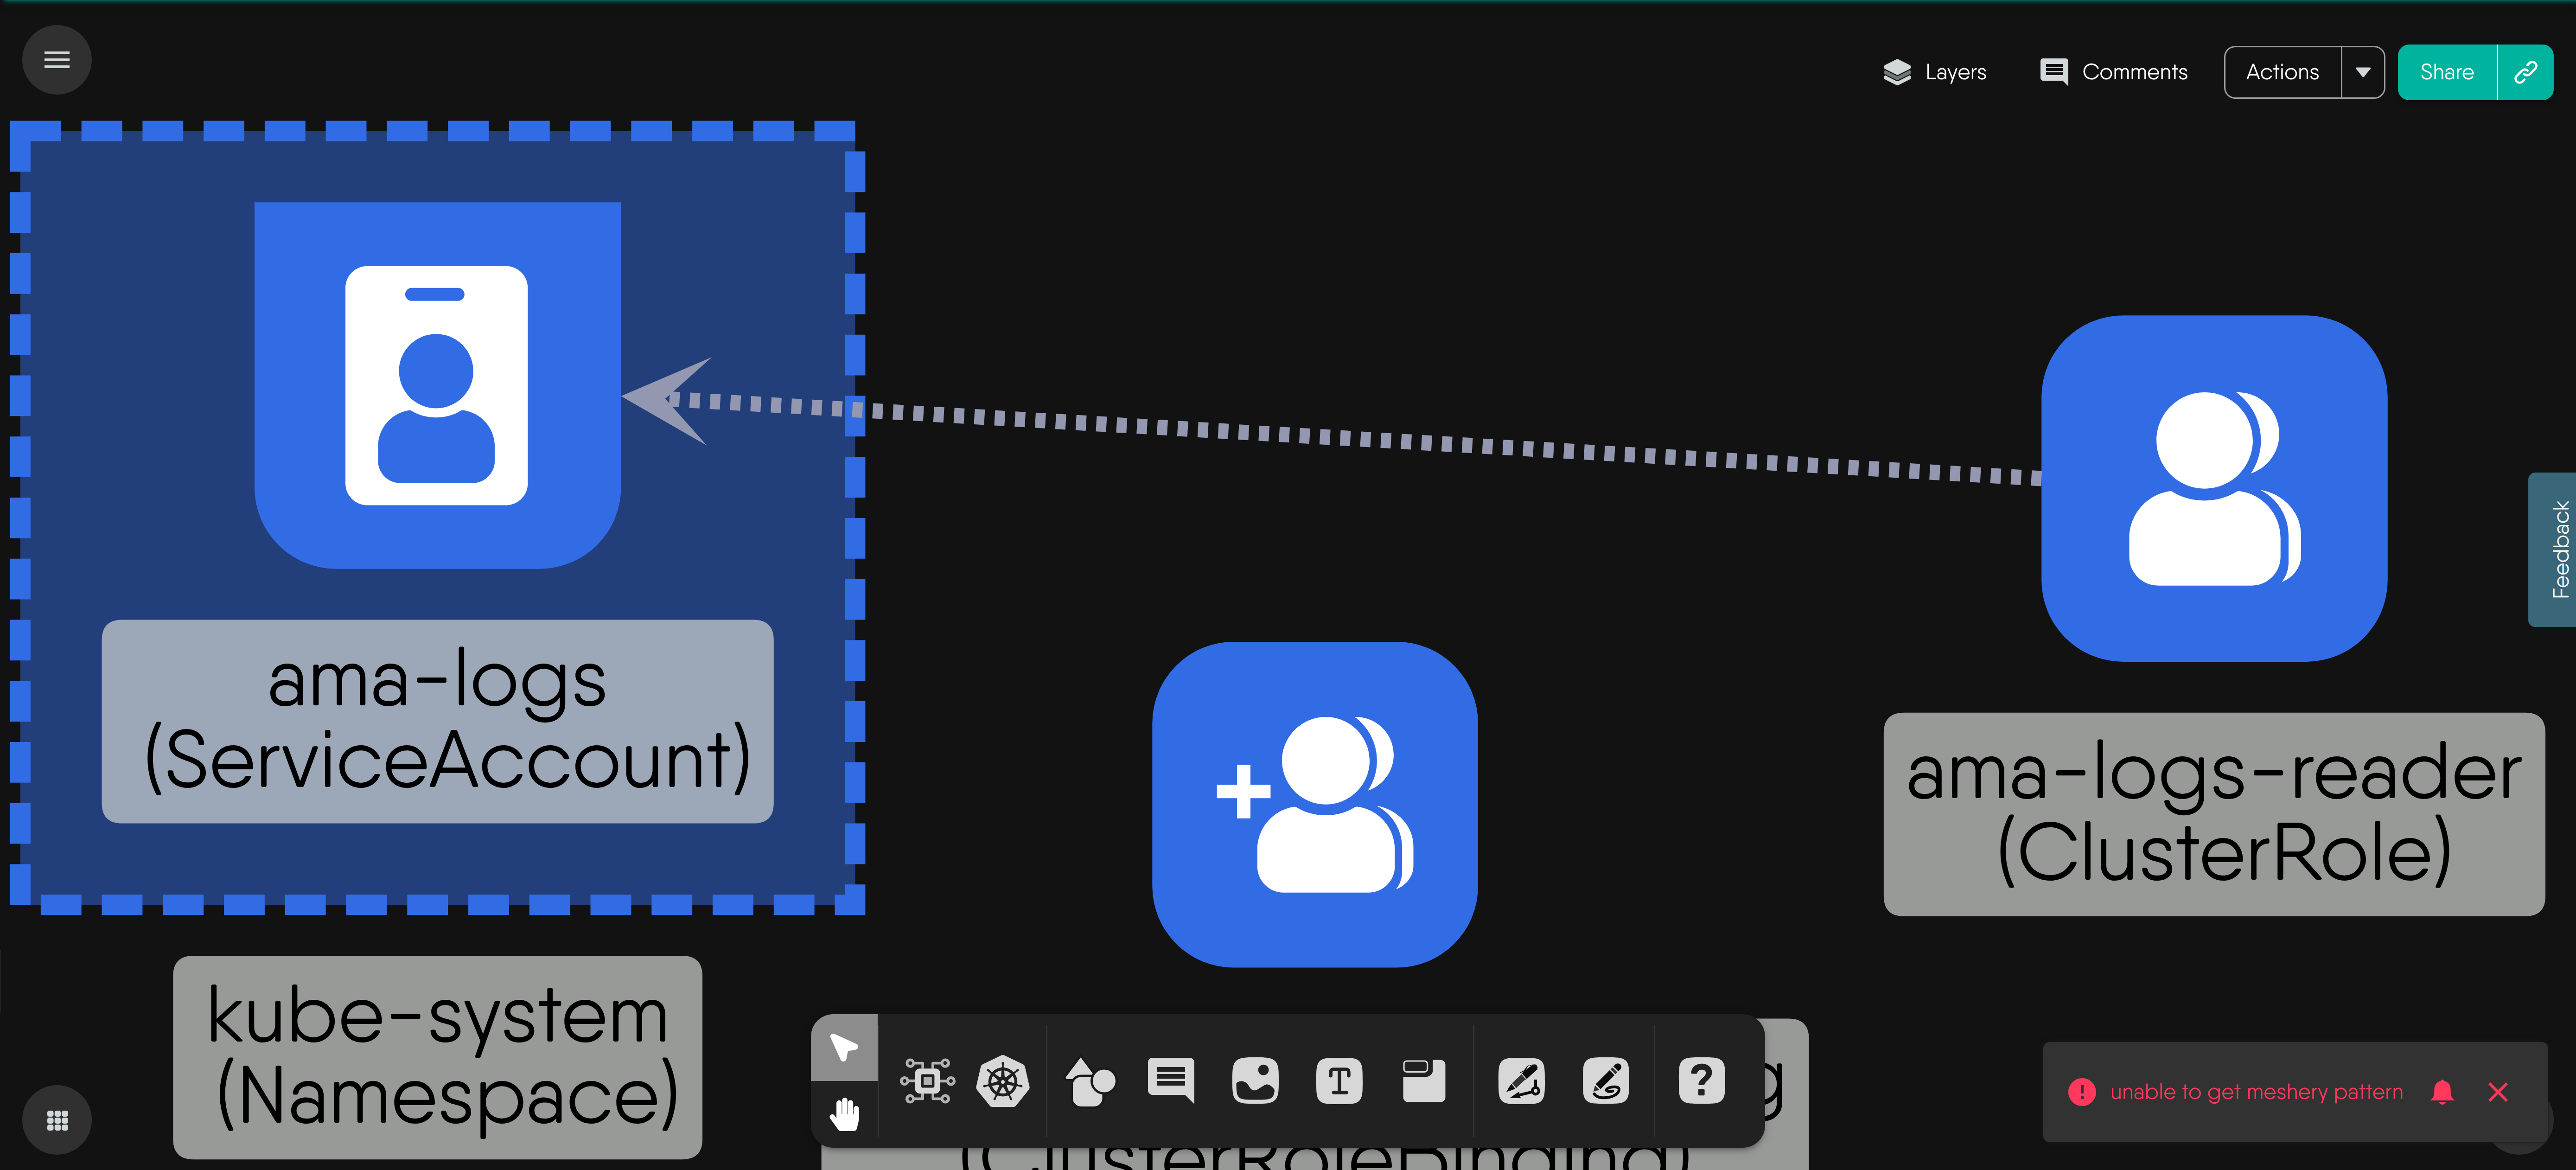 Layers
Comments
Actions
Share
Feedback
ama-logs
(ServiceAccount)
ama-logs-reader
(ClusterRole)
kube-system
(Namespace)
T
?
g
(ClusterRoleBinding)
unable to get meshery pattern